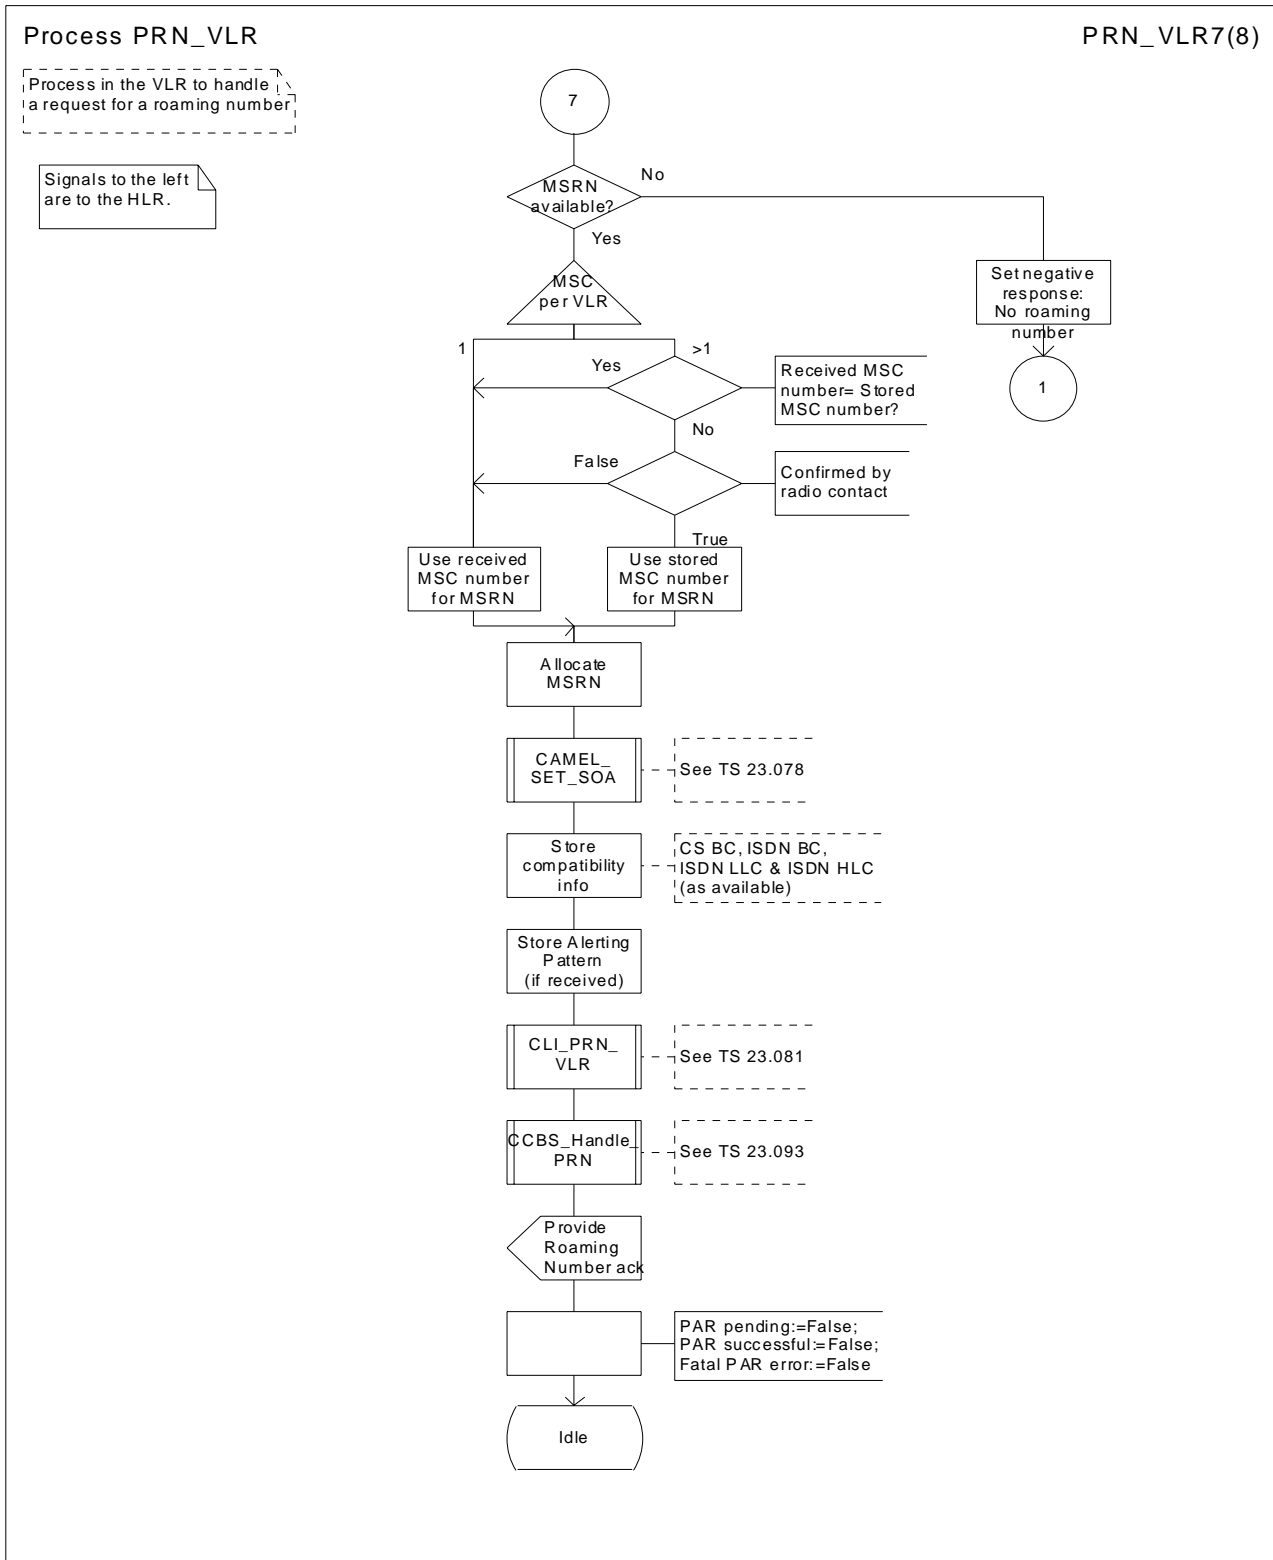 Process PRN_VLR
PRN_VLR7(8)
Process in the VLR to handle
a request for a roaming number
Signals to the left
are to the HLR.
7
MSRN
available?
No
Yes
MSC
per VLR
Set negative
response:
No roaming
number
1
>1
Yes
Received MSC
number= Stored
MSC number?
1
No
False
Confirmed by
radio contact
True
Use received
MSC number
for MSRN
Use stored
MSC number
for MSRN
Allocate
MSRN
CAMEL_
SET_SOA
See TS 23.078
Store
compatibility
info
CS BC, ISDN BC,
ISDN LLC & ISDN HLC
(as available)
Store Alerting
Pattern
(if received)
CLI_PRN_
VLR
See TS 23.081
CCBS_Handle_
PRN
See TS 23.093
Provide
Roaming
Number ack
PAR pending:=False;
PAR successful:=False;
Fatal PAR error:=False
Idle